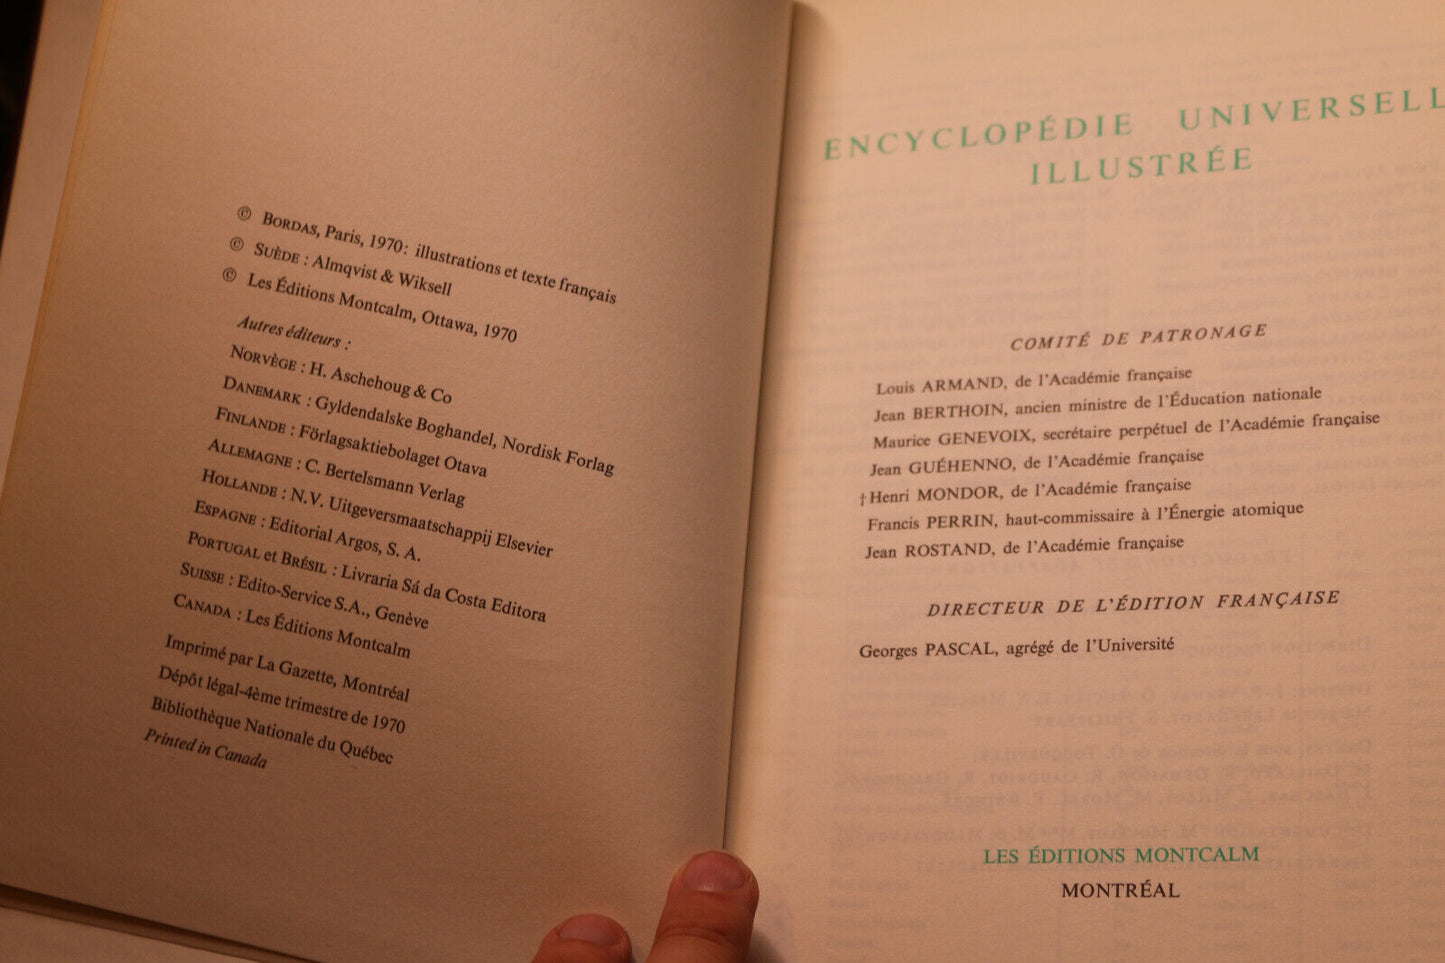 © BORDAS, Paris, 1970: illustrations et texte français
© SUÈDE : Almqvist & Wiksell
© Les Éditions Montcalm, Ottawa, 1970
Autres éditeurs :
NORVÈGE : H. Aschehoug & Co
DANEMARK : Gyldendalske Boghandel, Nordisk Forlag
FINLANDE : Förlagsaktiebolaget Otava
ALLEMAGNE : C. Bertelsmann Verlag
HOLLANDE : N.V. Uitgeversmaatschappij Elsevier
ESPAGNE : Editorial Argos, S. A.
PORTUGAL et BRÉSIL : Livraria Sá da Costa Editora
SUISSE : Edito-Service S.A., Genève
CANADA : Les Éditions Montcalm
Imprimé par La Gazette, Montréal
Dépôt légal-4ème trimestre de 1970
Bibliothèque Nationale du Québec
Printed in Canada
ENCYCLOPÉDIE UNIVERSELL
ILLUSTRÉE
COMITÉ DE PATRONAGE
Louis ARMAND, de l'Académie française
Jean BERTHOIN, ancien ministre de l'Éducation nationale
Maurice GENEVOIX, secrétaire perpétuel de l'Académie française
Jean GUÉHENNO, de l'Académie française
†Henri MONDOR, de l'Académie française
Francis PERRIN, haut-commissaire à l'Énergie atomique
Jean ROSTAND, de l'Académie française
DIRECTEUR DE L'ÉDITION FRANÇAISE
Georges PASCAL, agrégé de l'Université
LES ÉDITIONS MONTCALM
MONTRÉAL